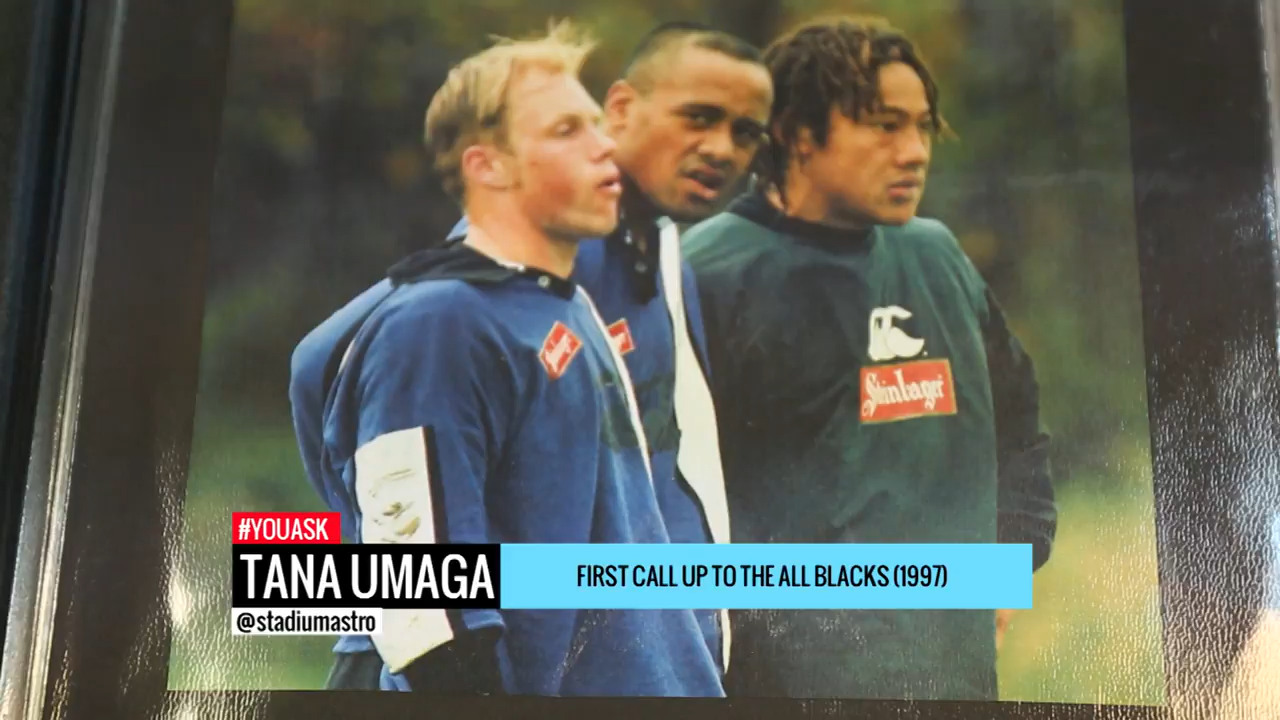 Steinlager
#YOUASK
TANA UMAGA
FIRST CALL UP TO THE ALL BLACKS (1997)
@stadiumastro